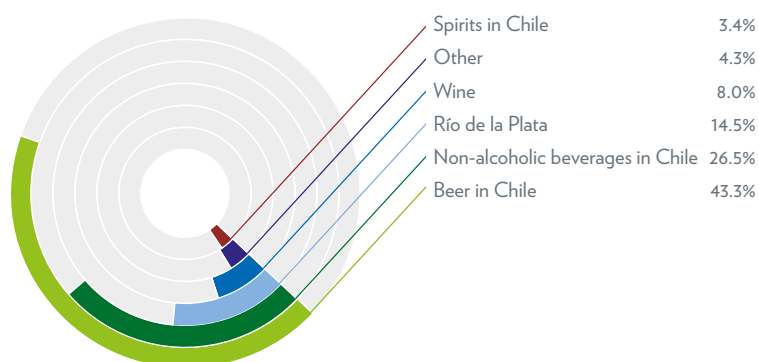 Spirits in Chile 3.4%
Other 4.3%
Wine 8.0%
Río de la Plata 14.5%
Non-alcoholic beverages in Chile 26.5%
Beer in Chile 43.3%